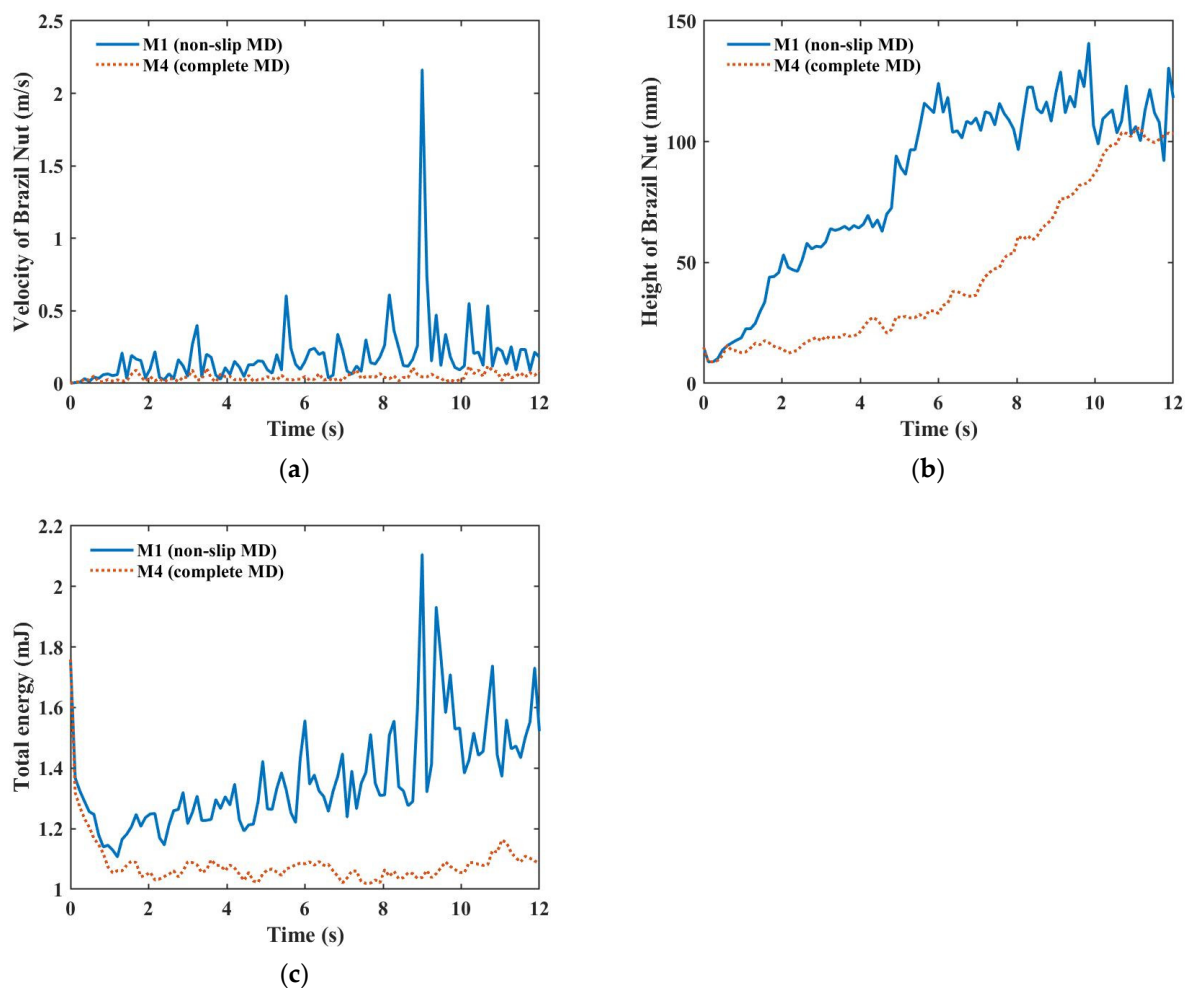 2.5
2
1.5
1
0.5
0
Velocity of Brazil Nut (m/s)
M1 (non-slip MD)
M4 (complete MD)
0 2 4 6 8 10 12
Time (s)
(a)
150
100
50
0
Height of Brazil Nut (mm)
M1 (non-slip MD)
M4 (complete MD)
0 2 4 6 8 10 12
Time (s)
(b)
2.2
2
1.8
1.6
1.4
1.2
1
Total energy (mJ)
M1 (non-slip MD)
M4 (complete MD)
0 2 4 6 8 10 12
Time (s)
(c)